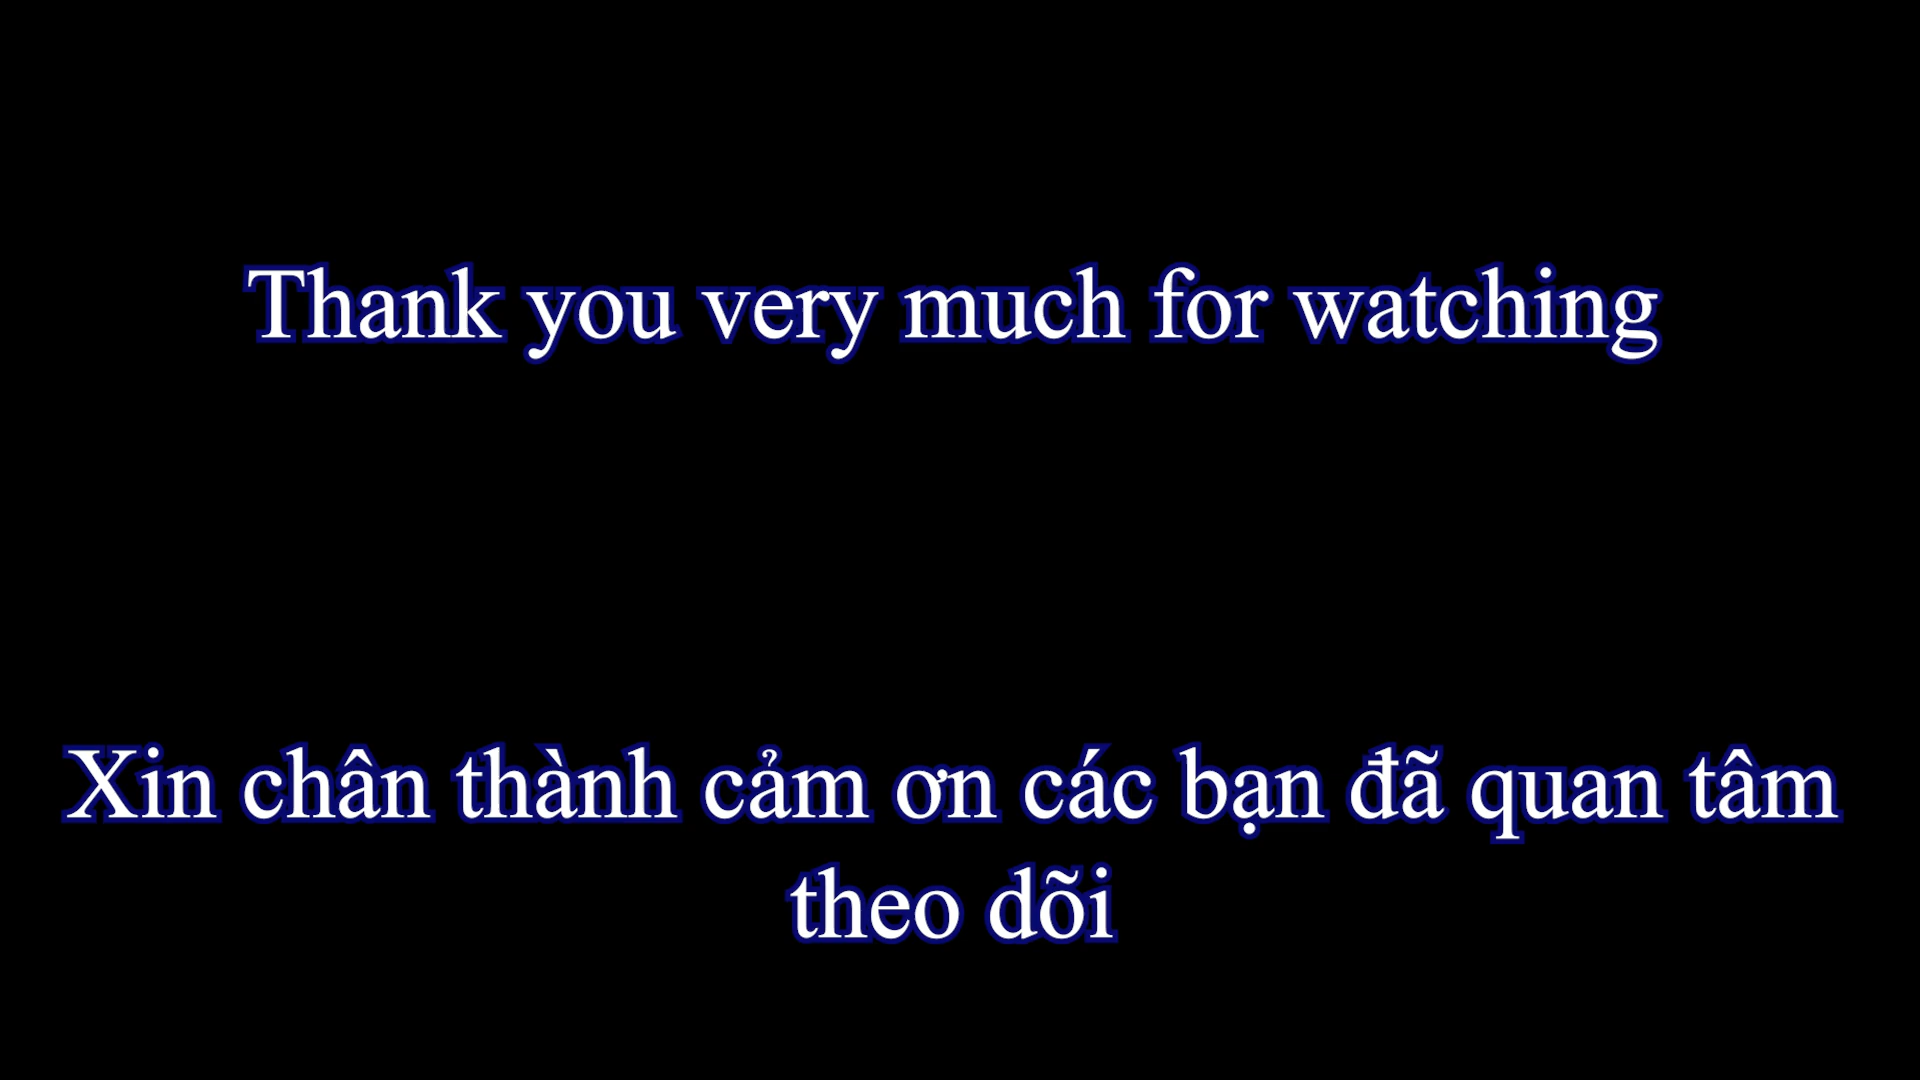 Thank you very much for watching
Xin chân thành cảm ơn các bạn đã quan tâm
theo dõi